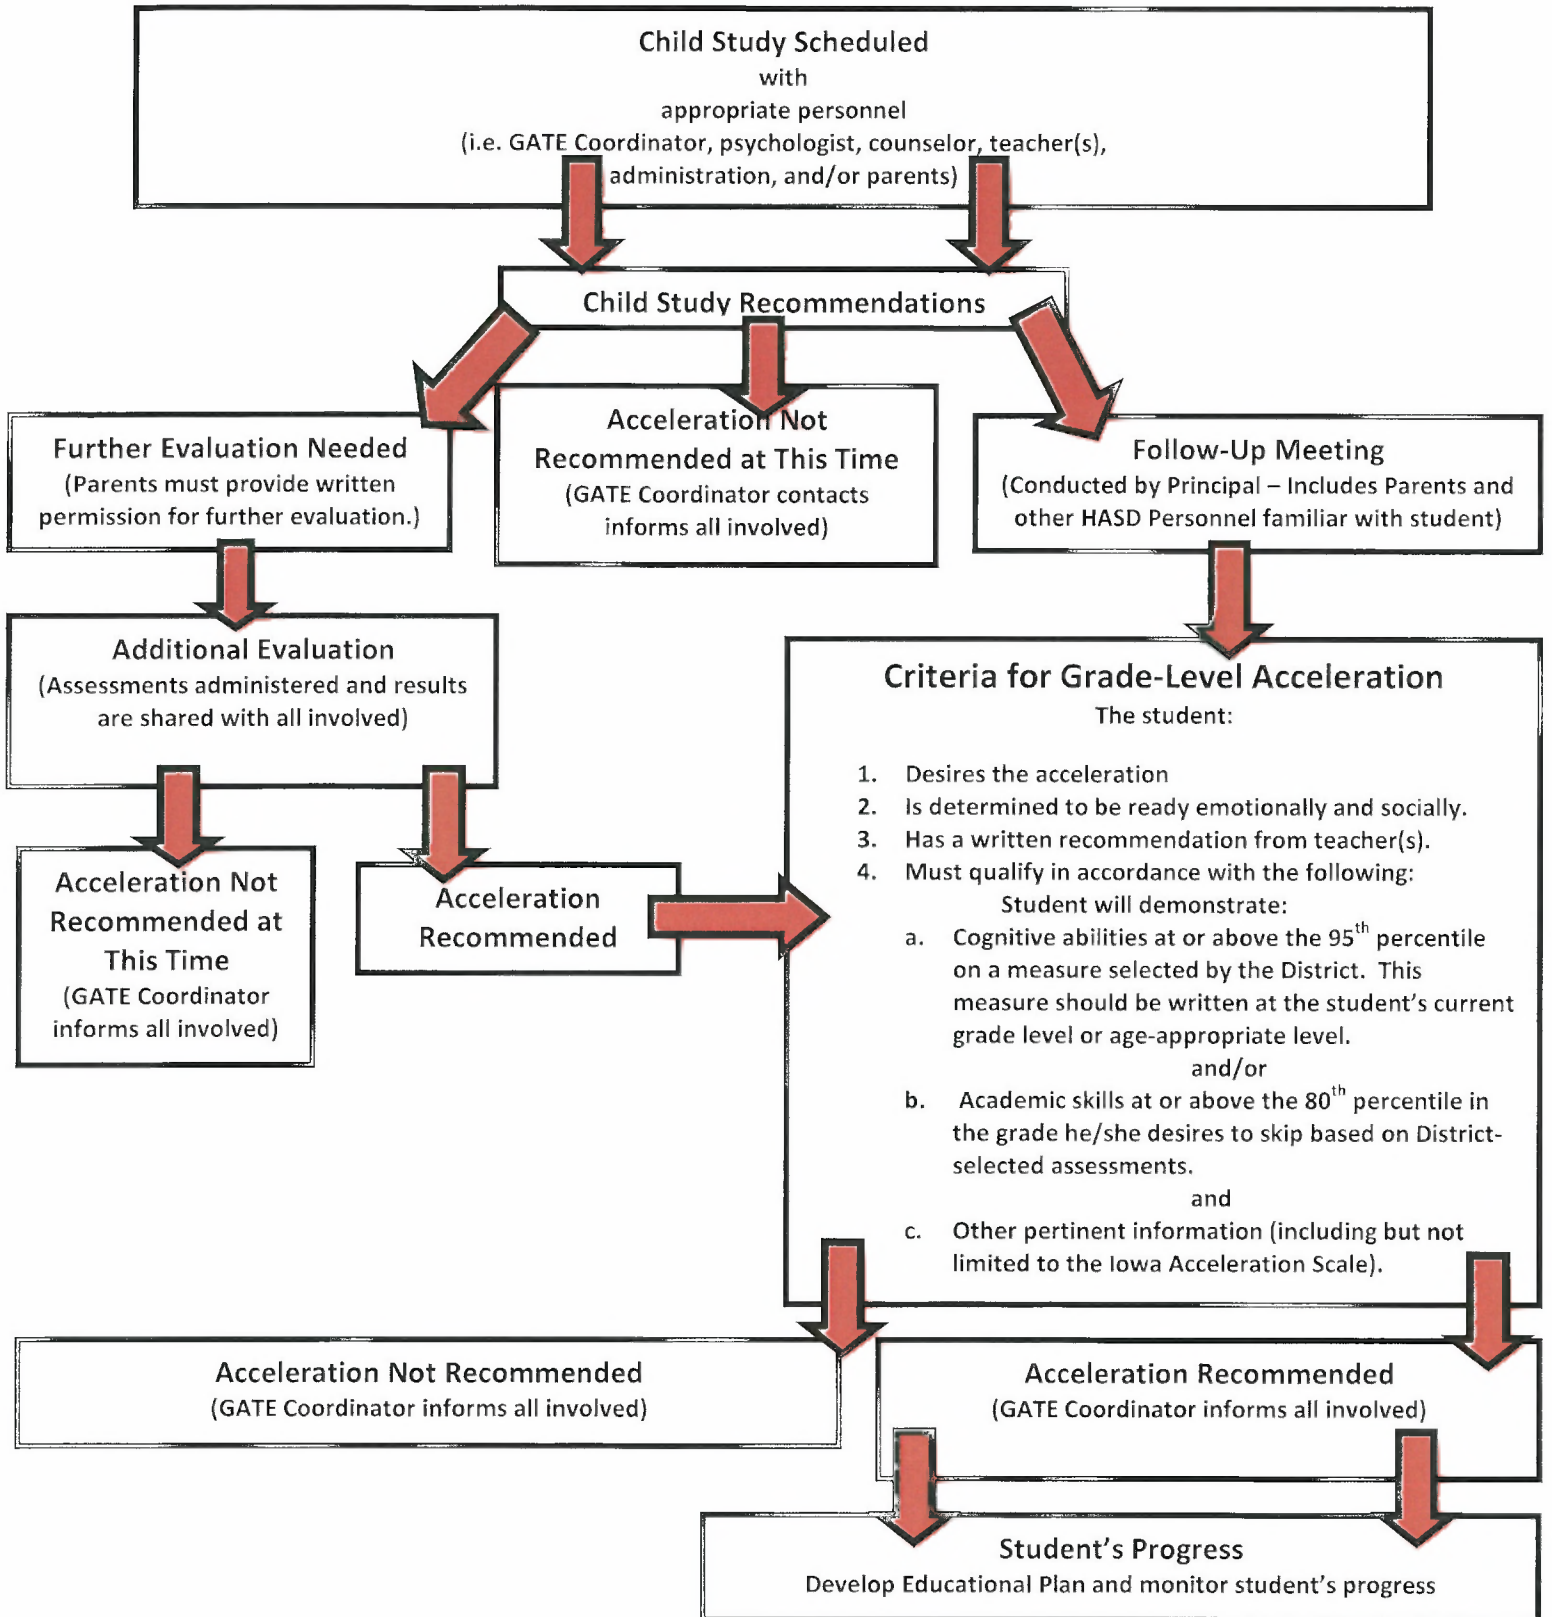 Child Study Scheduled
with
appropriate personnel
(i.e. GATE Coordinator, psychologist, counselor, teacher(s),
administration, and/or parents)
Child Study Recommendations
Further Evaluation Needed
(Parents must provide written
permission for further evaluation.)
Acceleration Not
Recommended at This Time
(GATE Coordinator contacts
informs all involved)
Follow-Up Meeting
(Conducted by Principal – Includes Parents and
other HASD Personnel familiar with student)
Additional Evaluation
(Assessments administered and results
are shared with all involved)
Acceleration Not
Recommended at
This Time
(GATE Coordinator
informs all involved)
Acceleration
Recommended
Criteria for Grade-Level Acceleration
The student:
1. Desires the acceleration
2. Is determined to be ready emotionally and socially.
3. Has a written recommendation from teacher(s).
4. Must qualify in accordance with the following:
Student will demonstrate:
a. Cognitive abilities at or above the 95th percentile
on a measure selected by the District. This
measure should be written at the student's current
grade level or age-appropriate level.
and/or
b. Academic skills at or above the 80th percentile in
the grade he/she desires to skip based on District-
selected assessments.
and
c. Other pertinent information (including but not
limited to the Iowa Acceleration Scale).
Acceleration Not Recommended
(GATE Coordinator informs all involved)
Acceleration Recommended
(GATE Coordinator informs all involved)
Student's Progress
Develop Educational Plan and monitor student's progress